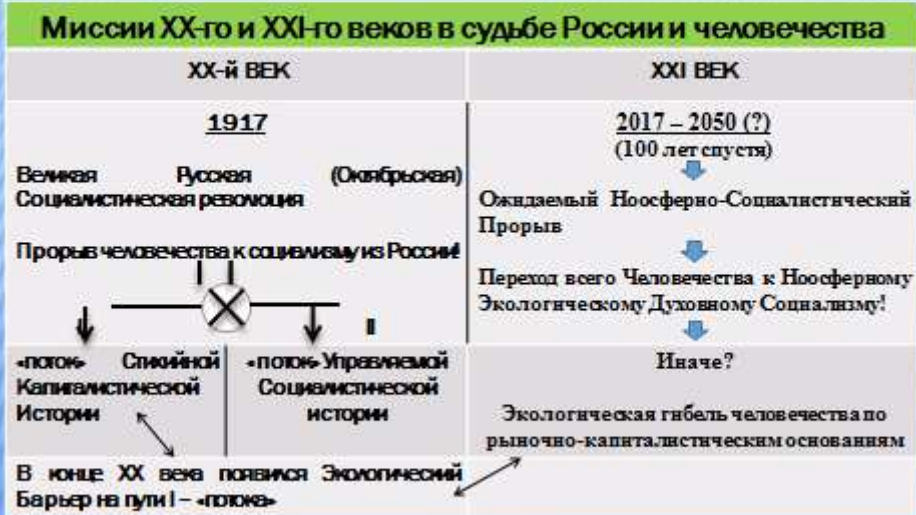 Миссии XX-го и XXI-го веков в судьбе России и человечества
XX-й ВЕК
1917
Великая Русская (Октябрьская)
Социалистическая революция
Прорыв человечества к социализму из России!
I I
II
«поток» Стихийной
Капиталистической
Истории
«поток» Управляемой
Социалистической
истории
В конце XX века появился Экологический
Барьер на пути I – «потока»
XXI ВЕК
2017 – 2050 (?)
(100 лет спустя)
Ожидаемый Ноосферно-Социалистический
Прорыв
Переход всего Человечества к Ноосферному
Экологическому Духовному Социализму!
Иначе?
Экологическая гибель человечества по
рыночно-капиталистическим основаниям